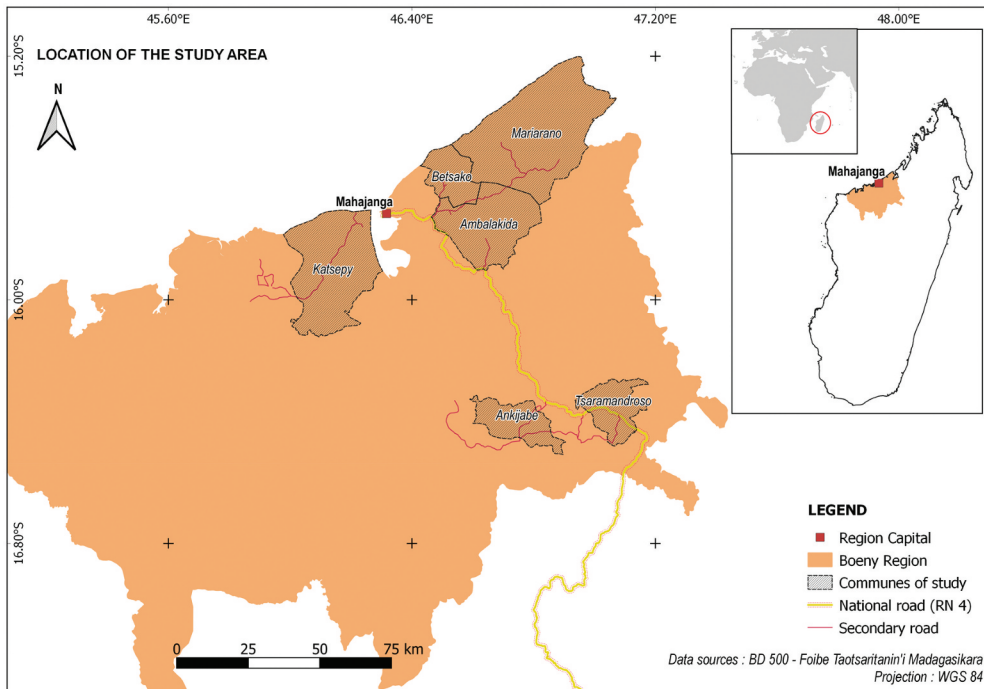 45.60°E
46.40°E
47.20°E
48.00°E
15.20°S
16.00°S
16.80°S
LOCATION OF THE STUDY AREA
N
Mariarano
Betsako
Mahajanga
Ambalakida
Katsepy
Tsaramandroso
Ankijabe
Mahajanga
LEGEND
Region Capital
Boeny Region
Communes of study
National road (RN 4)
Secondary road
0 25 50 75 km
Data sources : BD 500 - Foibe Taotsaritanin'i Madagasikara
Projection : WGS 84